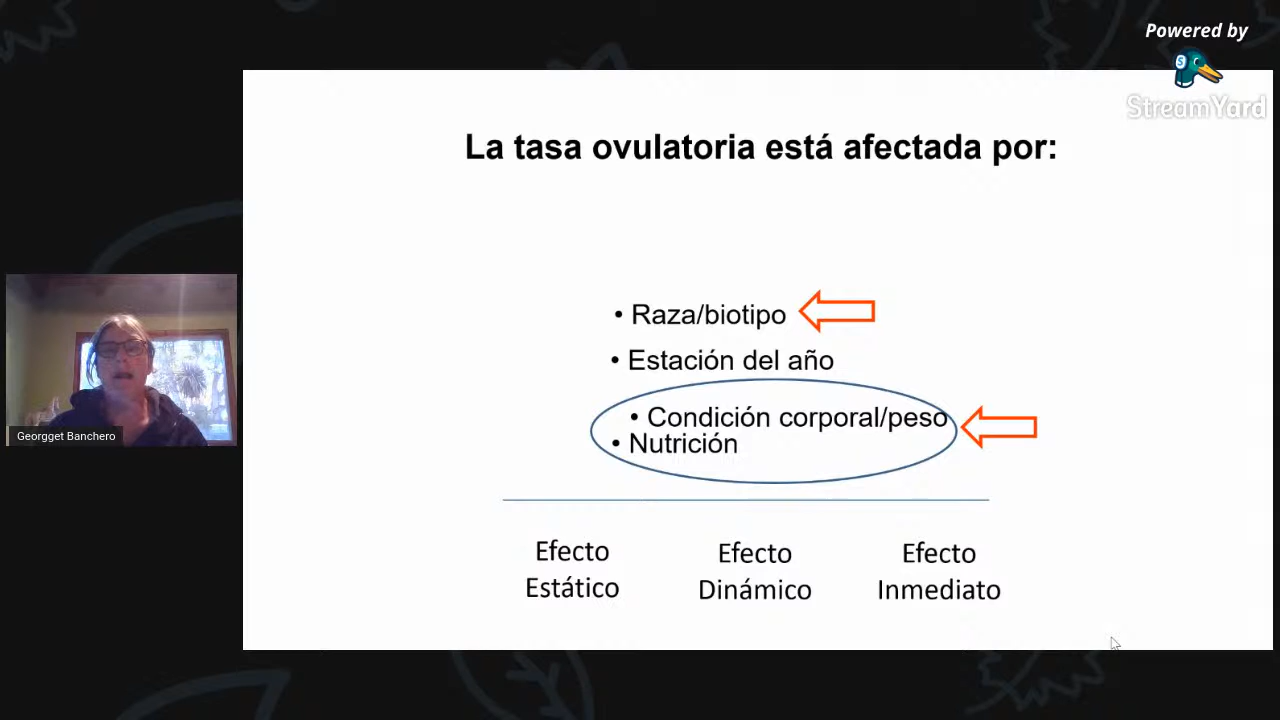 Powered by
StreamYard
La tasa ovulatoria está afectada por:
• Raza/biotipo
• Estación del año
• Condición corporal/peso
• Nutrición
Georgget Banchero
Efecto
Estático
Efecto
Dinámico
Efecto
Inmediato